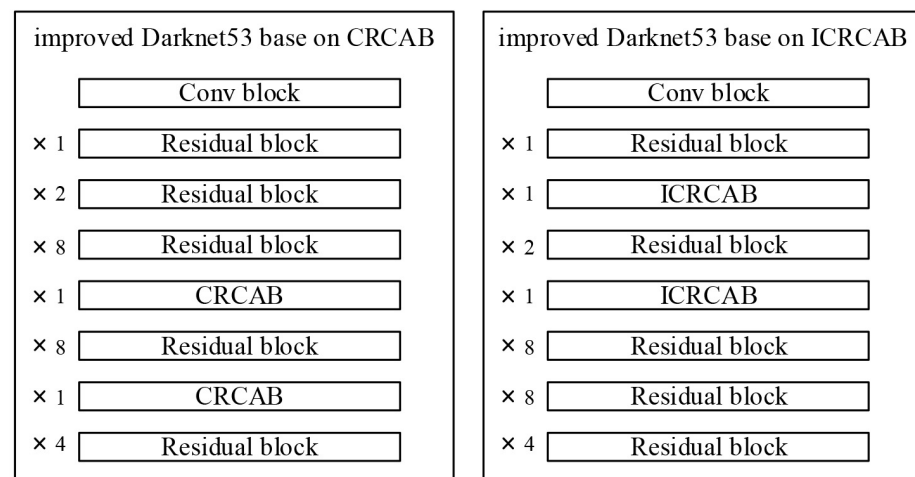 improved Darknet53 base on CRCAB
Conv block
× 1 Residual block
× 2 Residual block
× 8 Residual block
× 1 CRCAB
× 8 Residual block
× 1 CRCAB
× 4 Residual block
improved Darknet53 base on ICRCAB
Conv block
× 1 Residual block
× 1 ICRCAB
× 2 Residual block
× 1 ICRCAB
× 8 Residual block
× 8 Residual block
× 4 Residual block